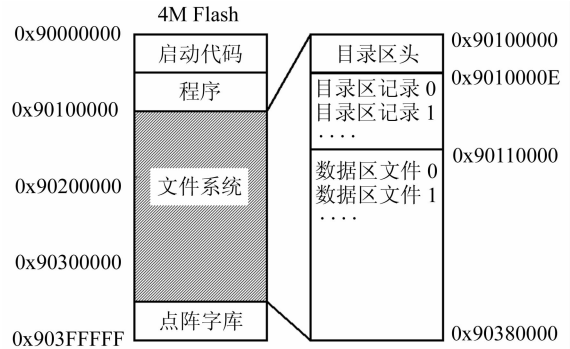 4M Flash
0x90000000
启动代码
程序
0x90100000
文件系统
0x90200000
0x90300000
点阵字库
0x903FFFFF
目录区头
0x90100000
0x9010000E
目录区记录 0
目录区记录 1
····
0x90110000
数据区文件 0
数据区文件 1
····
0x90380000